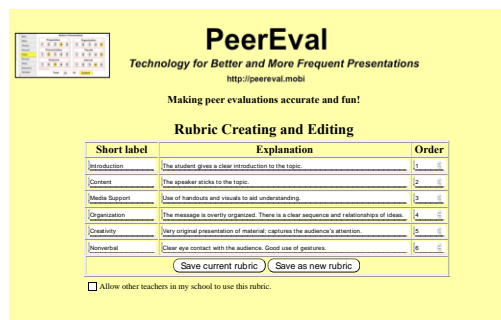 PeerEval
Technology for Better and More Frequent Presentations
http://peereval.mobi
Making peer evaluations accurate and fun!
Rubric Creating and Editing
Short label Explanation Order
Introduction The student gives a clear introduction to the topic. 1
Content The speaker sticks to the topic. 2
Media Support Use of handouts and visuals to aid understanding. 3
Organization The message is overtly organized. There is a clear sequence and relationships of ideas. 4
Creativity Very original presentation of material; captures the audience's attention. 5
Nonverbal Clear eye contact with the audience. Good use of gestures. 6
Save current rubric Save as new rubric
Allow other teachers in my school to use this rubric.